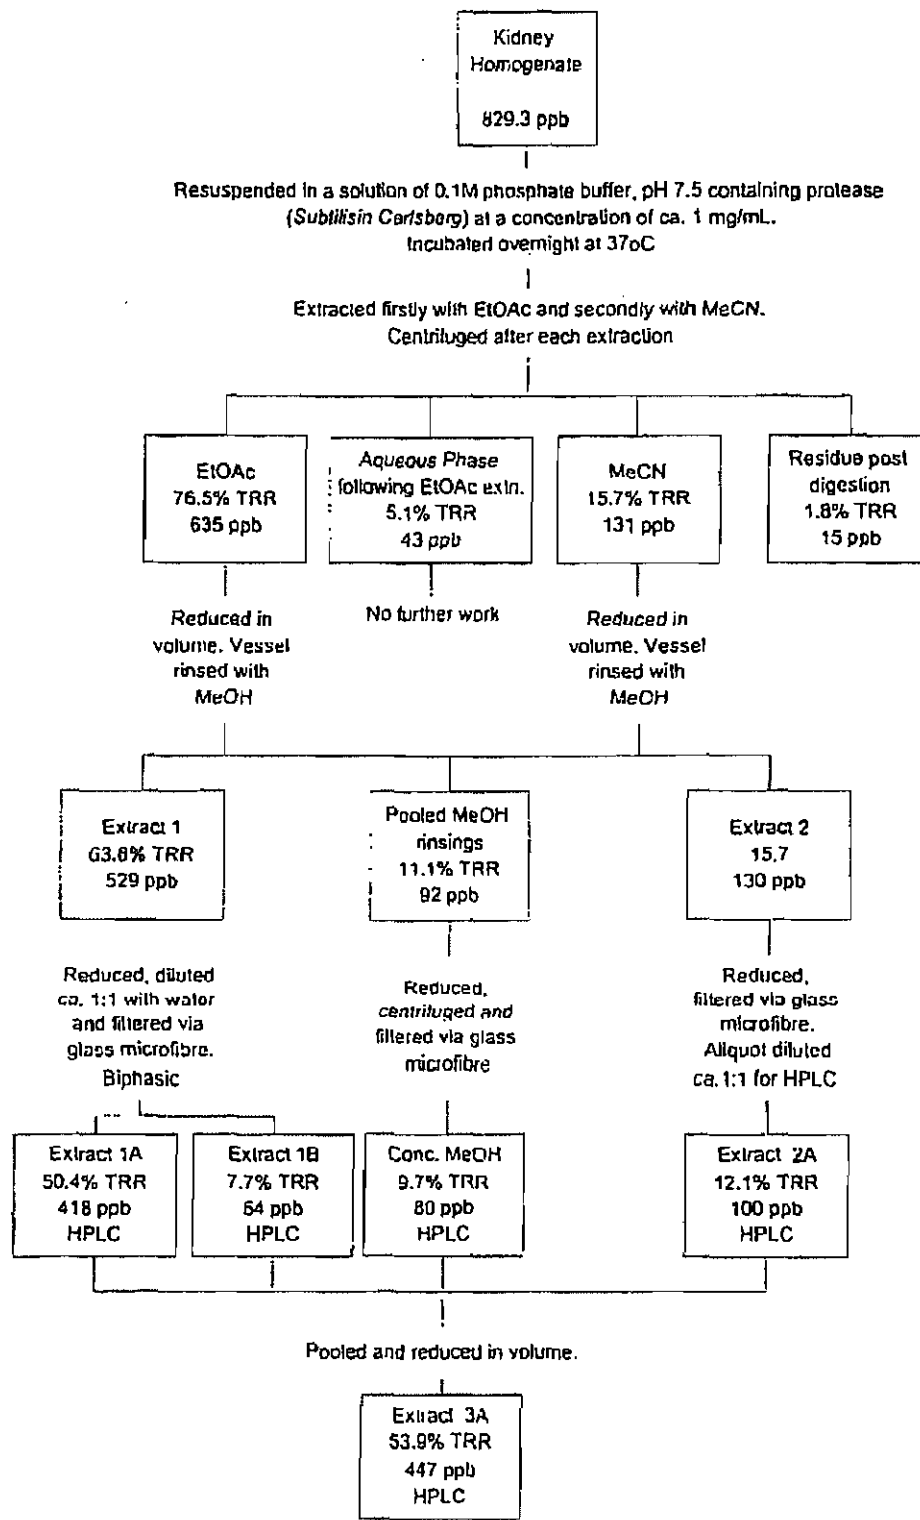 Kidney
Homogenate
829.3 ppb
Resuspended in a solution of 0.1M phosphate buffer, pH 7.5 containing protease
(Subtilisin Carlsberg) at a concentration of ca. 1 mg/mL.
Incubated overnight at 37oC
Extracted firstly with EtOAc and secondly with MeCN.
Centrifuged after each extraction
EtOAc
76.5% TRR
635 ppb
Aqueous Phase
following EtOAc extn.
5.1% TRR
43 ppb
MeCN
15.7% TRR
131 ppb
Residue post
digestion
1.8% TRR
15 ppb
Reduced in
volume. Vessel
rinsed with
MeOH
No further work
Reduced in
volume. Vessel
rinsed with
MeOH
Extract 1
63.8% TRR
529 ppb
Pooled MeOH
rinsings
11.1% TRR
92 ppb
Extract 2
15.7
130 ppb
Reduced, diluted
ca. 1:1 with water
and filtered via
glass microfibre.
Biphasic
Reduced,
centrifuged and
filtered via glass
microfibre
Reduced,
filtered via glass
microfibre.
Aliquot diluted
ca. 1:1 for HPLC
Extract 1A
50.4% TRR
418 ppb
HPLC
Extract 1B
7.7% TRR
64 ppb
HPLC
Conc. MeOH
9.7% TRR
80 ppb
HPLC
Extract 2A
12.1% TRR
100 ppb
HPLC
Pooled and reduced in volume.
Extract 3A
53.9% TRR
447 ppb
HPLC